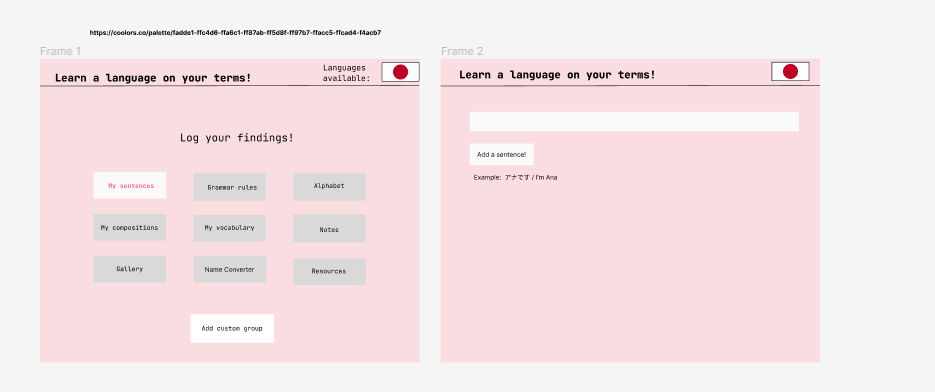 https://coolors.co/palette/fadde1-ffc4d6-ffa6c1-ff87ab-ff5d8f-ff97b7-ffacc5-ffcad4-f4acb7
Frame 1
Learn a language on your terms!
Languages
available:
Log your findings!
My sentences
Grammar rules
Alphabet
My compositions
My vocabulary
Notes
Gallery
Name Converter
Resources
Add custom group
Frame 2
Learn a language on your terms!
Add a sentence!
Example: アナです / I'm Ana